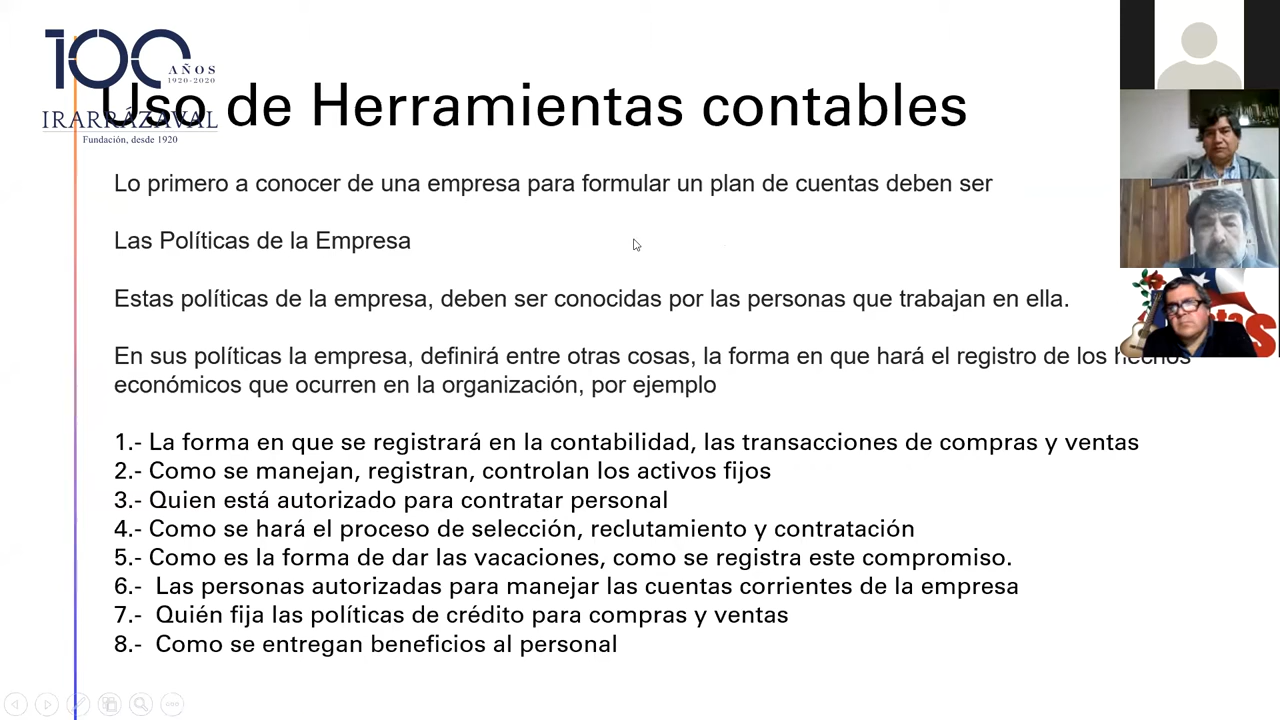 100
AÑOS
1920-2020
IRARRÁZAVAL
Fundación, desde 1920
Uso de Herramientas contables
Lo primero a conocer de una empresa para formular un plan de cuentas deben ser
Las Políticas de la Empresa
Estas políticas de la empresa, deben ser conocidas por las personas que trabajan en ella.
En sus políticas la empresa, definirá entre otras cosas, la forma en que hará el registro de los hechos
económicos que ocurren en la organización, por ejemplo
1.- La forma en que se registrará en la contabilidad, las transacciones de compras y ventas
2.- Como se manejan, registran, controlan los activos fijos
3.- Quien está autorizado para contratar personal
4.- Como se hará el proceso de selección, reclutamiento y contratación
5.- Como es la forma de dar las vacaciones, como se registra este compromiso.
6.- Las personas autorizadas para manejar las cuentas corrientes de la empresa
7.- Quién fija las políticas de crédito para compras y ventas
8.- Como se entregan beneficios al personal